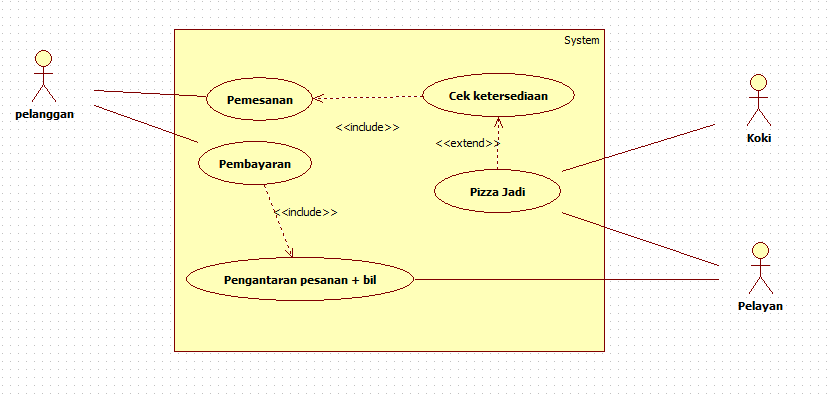 System
pelanggan
Pemesanan
Cek ketersediaan
Koki
<<include>>
<<extend>>
Pembayaran
Pizza Jadi
<<include>>
Pengantaran pesanan + bil
Pelayan